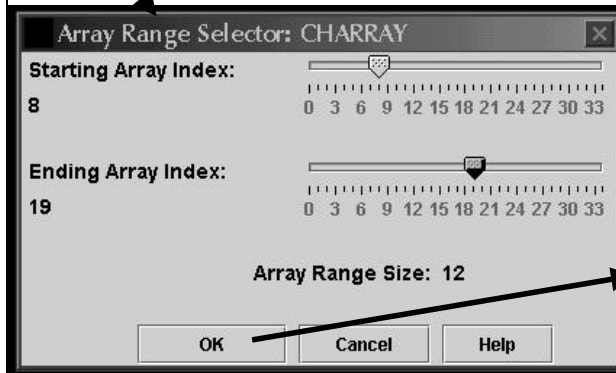 Array Range Selector: CHARRAY
Starting Array Index:
8
0 3 6 9 12 15 18 21 24 27 30 33
Ending Array Index:
19
0 3 6 9 12 15 18 21 24 27 30 33
Array Range Size: 12
OK Cancel Help